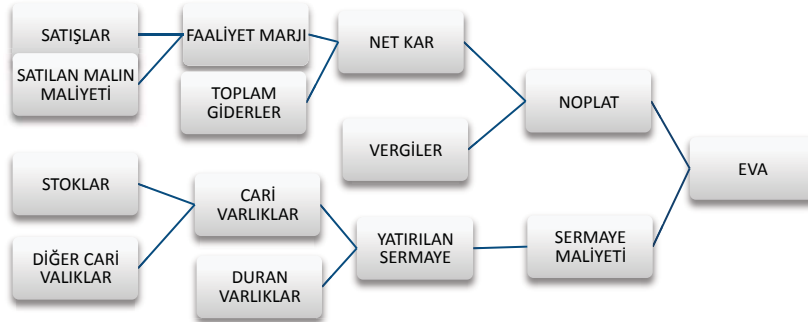 SATIŞLAR
FAALİYET MARJI
NET KAR
SATILAN MALIN
MALİYETİ
TOPLAM
GİDERLER
NOPLAT
VERGİLER
EVA
STOKLAR
CARİ
VARLIKLAR
DİĞER CARİ
VALIKLAR
DURAN
VARLIKLAR
YATIRILAN
SERMAYE
SERMAYE
MALİYETİ